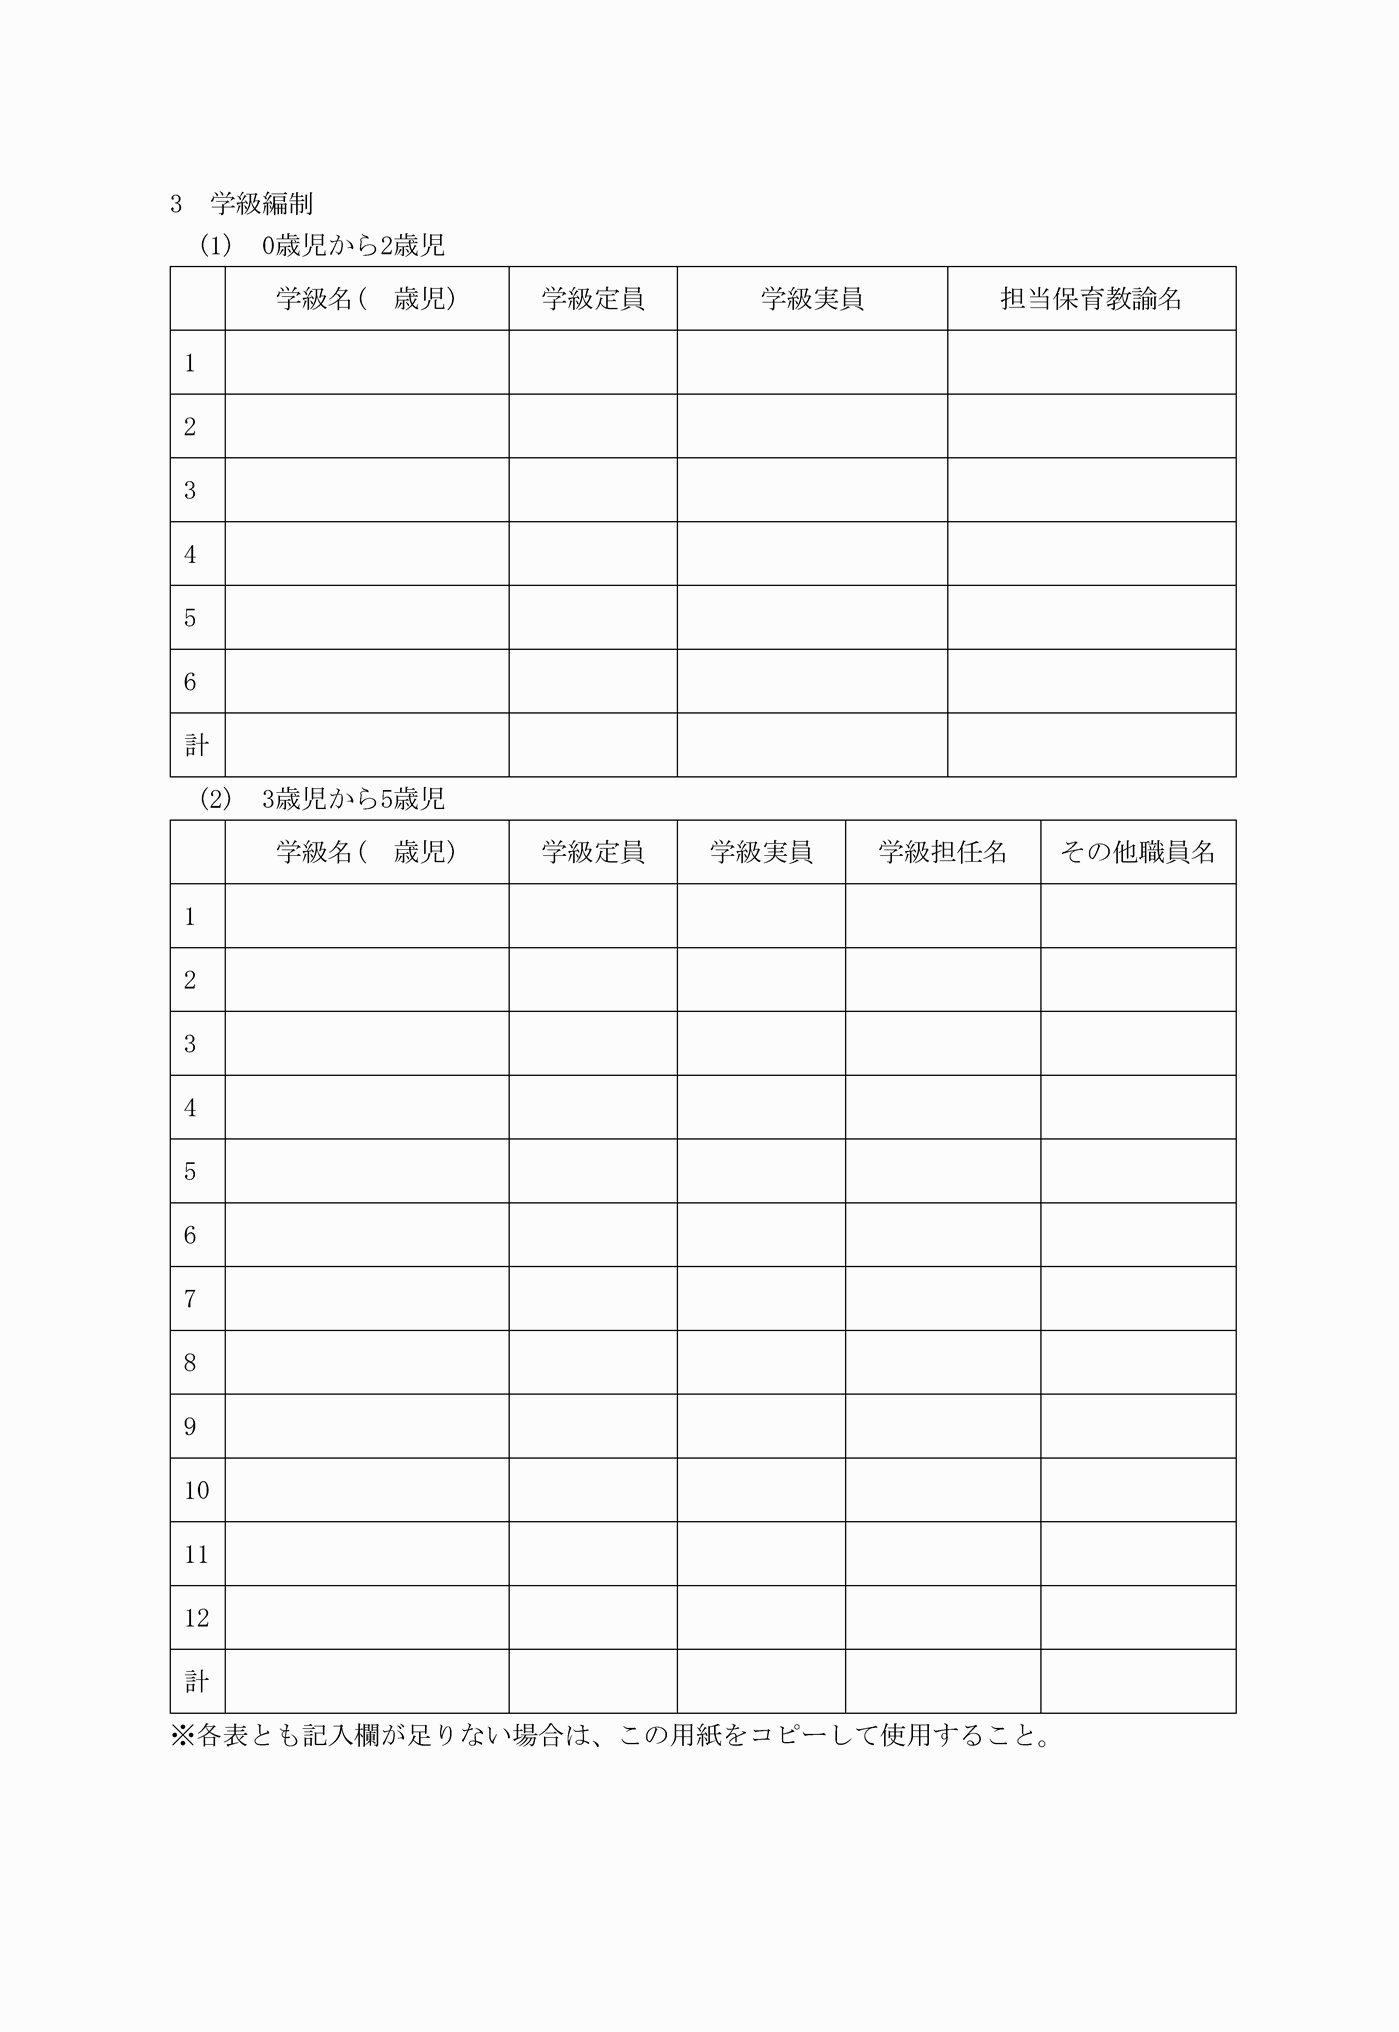 3　学級編制
(1)　0歳児から2歳児
学級名(　歳児)　学級定員　学級実員　担当保育教論名
1
2
3
4
5
6
計
(2)　3歳児から5歳児
学級名(　歳児)　学級定員　学級実員　学級担任名　その他職員名
1
2
3
4
5
6
7
8
9
10
11
12
計
※各表とも記入欄が足りない場合は、この用紙をコピーして使用すること。